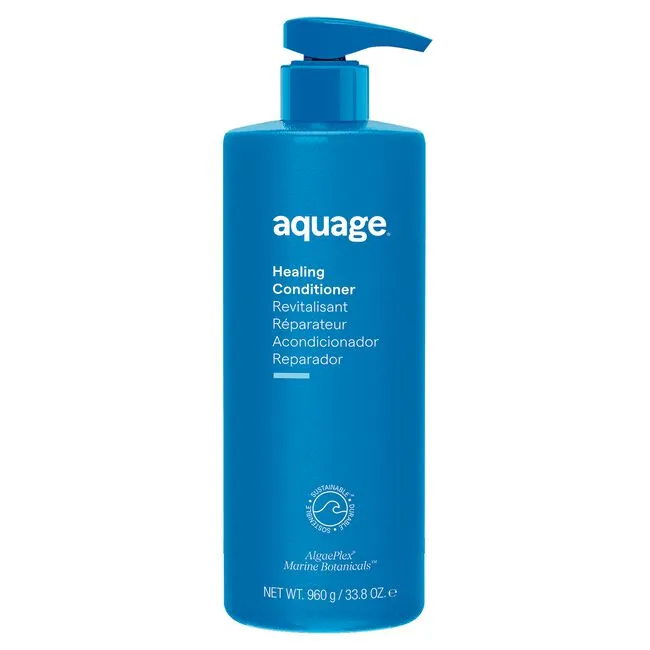 aquage®
Healing
Conditioner
Revitalisant
Réparateur
Acondicionador
Reparador
SUSTAINABLE • DURABLE • SOSTENIBLE •
AlgaePlex®
Marine Botanicals™
NET WT. 960 g / 33.8 OZ. ℮